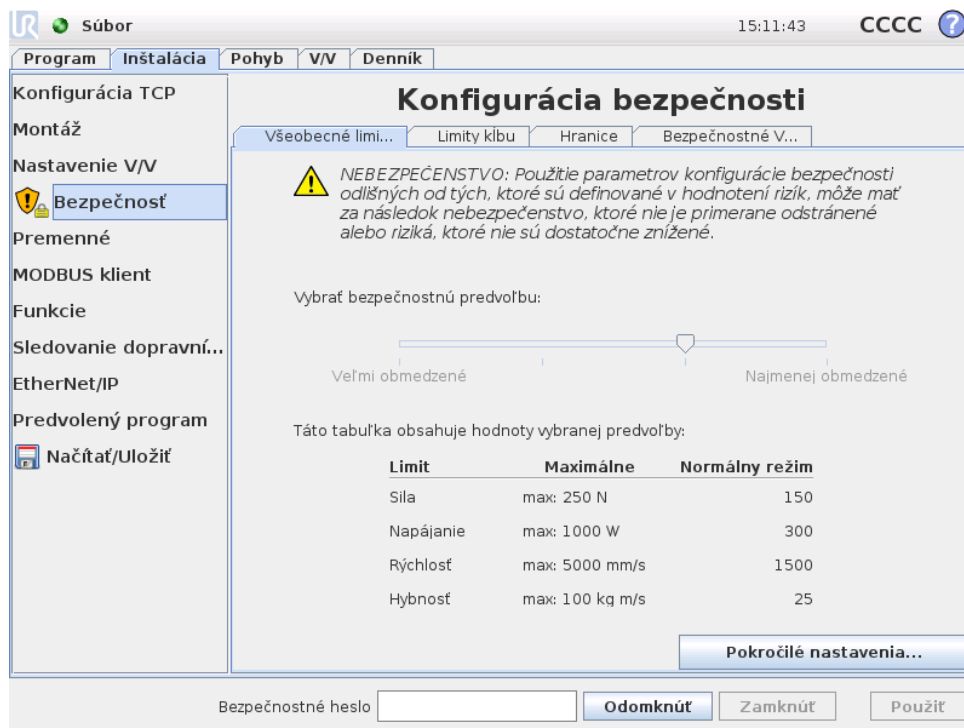 UR Súbor 15:11:43 CCCC ?
Program Inštalácia Pohyb V/V Denník
Konfigurácia TCP
Montáž
Nastavenie V/V
Bezpečnosť
Premenné
MODBUS klient
Funkcie
Sledovanie dopravní...
EtherNet/IP
Predvolený program
Načítať/Uložiť
Konfigurácia bezpečnosti
Všeobecné limi... Limity kĺbu Hranice Bezpečnostné V...
NEBEZPEČENSTVO: Použitie parametrov konfigurácie bezpečnosti
odlišných od tých, ktoré sú definované v hodnotení rizík, môže mať
za následok nebezpečenstvo, ktoré nie je primerane odstránené
alebo riziká, ktoré nie sú dostatočne znížené.
Vybrať bezpečnostnú predvoľbu:
Veľmi obmedzené Najmenej obmedzené
Táto tabuľka obsahuje hodnoty vybranej predvoľby:
Limit Maximálne Normálny režim
Sila max: 250 N 150
Napájanie max: 1000 W 300
Rýchlosť max: 5000 mm/s 1500
Hybnosť max: 100 kg m/s 25
Pokročilé nastavenia...
Bezpečnostné heslo Odomknúť Zamknúť Použiť